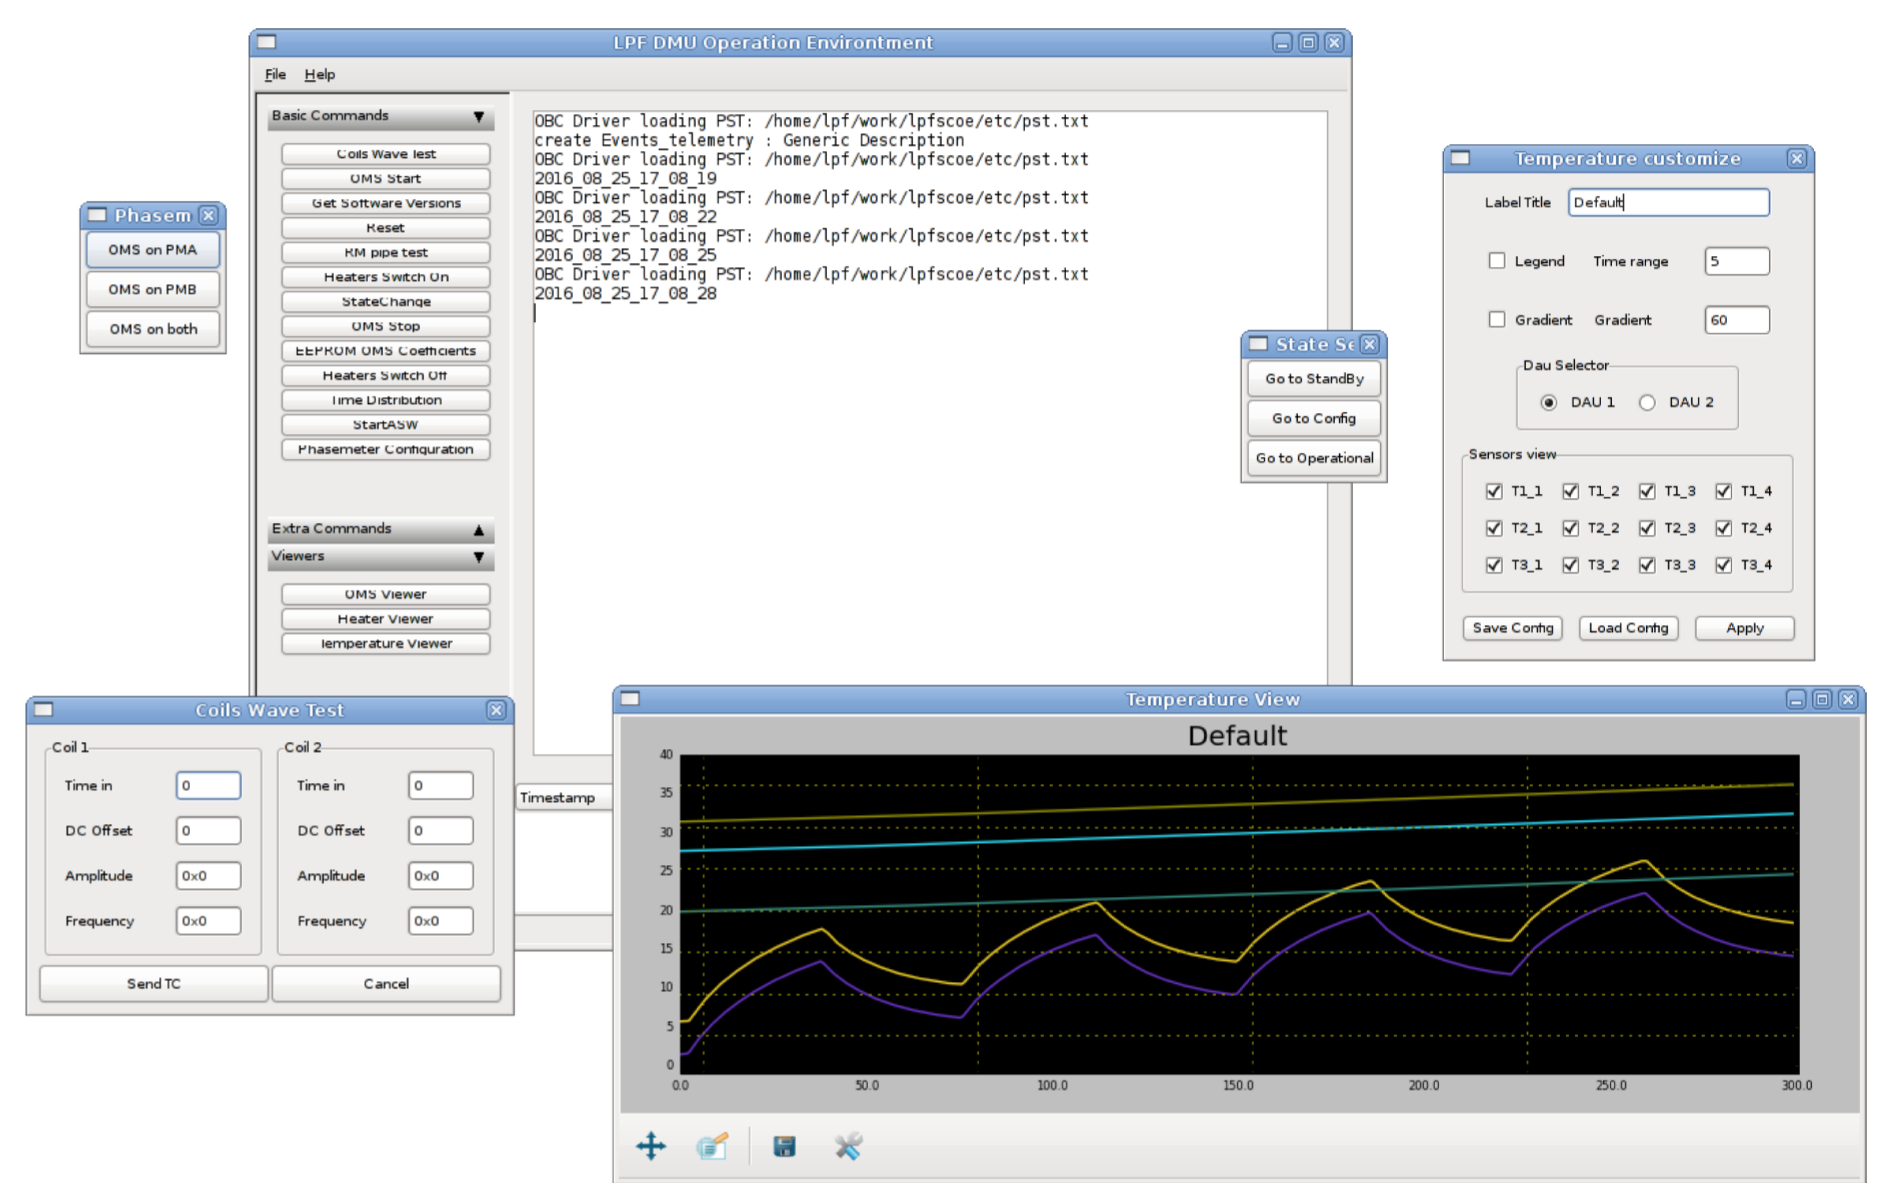 LPF DMU Operation Environtment
File Help
Basic Commands
Coils Wave Test
OMS Start
Get Software Versions
Reset
RM pipe test
Heaters Switch On
StateChange
OMS Stop
EEPROM OMS Coefficients
Heaters Switch Off
Time Distribution
StartASW
Phasemeter Configuration
Extra Commands
Viewers
OMS Viewer
Heater Viewer
Temperature Viewer
OBC Driver loading PST: /home/lpf/work/lpfscoe/etc/pst.txt
create Events_telemetry : Generic Description
OBC Driver loading PST: /home/lpf/work/lpfscoe/etc/pst.txt
2016_08_25_17_08_19
OBC Driver loading PST: /home/lpf/work/lpfscoe/etc/pst.txt
2016_08_25_17_08_22
OBC Driver loading PST: /home/lpf/work/lpfscoe/etc/pst.txt
2016_08_25_17_08_25
OBC Driver loading PST: /home/lpf/work/lpfscoe/etc/pst.txt
2016_08_25_17_08_28
Timestamp
Phasem
OMS on PMA
OMS on PMB
OMS on both
State Se
Go to StandBy
Go to Config
Go to Operational
Temperature customize
Label Title Default
Legend Time range 5
Gradient Gradient 60
Dau Selector
DAU 1 DAU 2
Sensors view
T1_1 T1_2 T1_3 T1_4
T2_1 T2_2 T2_3 T2_4
T3_1 T3_2 T3_3 T3_4
Save Config Load Config Apply
Coils Wave Test
Coil 1 Coil 2
Time in 0 Time in 0
DC Offset 0 DC Offset 0
Amplitude 0x0 Amplitude 0x0
Frequency 0x0 Frequency 0x0
Send TC Cancel
Temperature View
Default
40
35
30
25
20
15
10
5
0
0.0 50.0 100.0 150.0 200.0 250.0 300.0